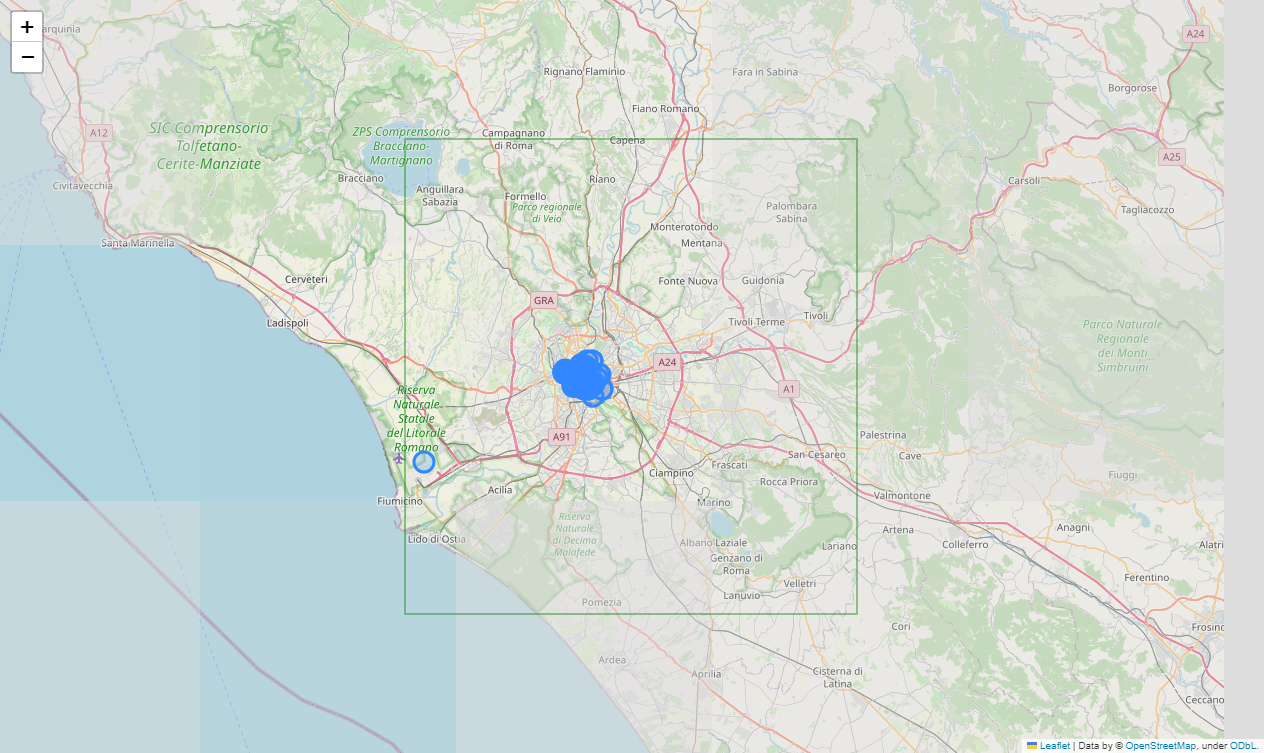 +
−
arquinia
A24
Rignano Flaminio
Fara in Sabina
Borgorose
Fiano Romano
A12
SIC Comprensorio
Tolfetano-
Cerite-Manziate
ZPS Comprensorio
Bracciano-
Martignano
Campagnano
di Roma
Capena
A25
Civitavecchia
Bracciano
Anguillara
Sabazia
Riano
Carsoli
Formello
Parco regionale
di Veio
Palombara
Sabina
Tagliacozzo
Santa Marinella
Monterotondo
Mentana
Cerveteri
Fonte Nuova
Guidonia
GRA
Ladispoli
Tivoli Terme
Tivoli
Parco Naturale
Regionale
dei Monti
Simbruini
A24
A1
Riserva
Naturale
Statale
del Litorale
Romano
A91
Palestrina
Cave
San Cesareo
Fiuggi
Ciampino
Frascati
Rocca Priora
Acilia
Fiumicino
Marino
Valmontone
Riserva
Naturale
di Decima
Malafede
Artena
Anagni
Lido di Ostia
Albano Laziale
Lariano
Colleferro
Alatri
Genzano di
Roma
Velletri
Ferentino
Lanuvio
Pomezia
Cori
Frosino
Ardea
Aprilia
Cisterna di
Latina
Ceccano
Leaflet | Data by © OpenStreetMap, under ODbL.